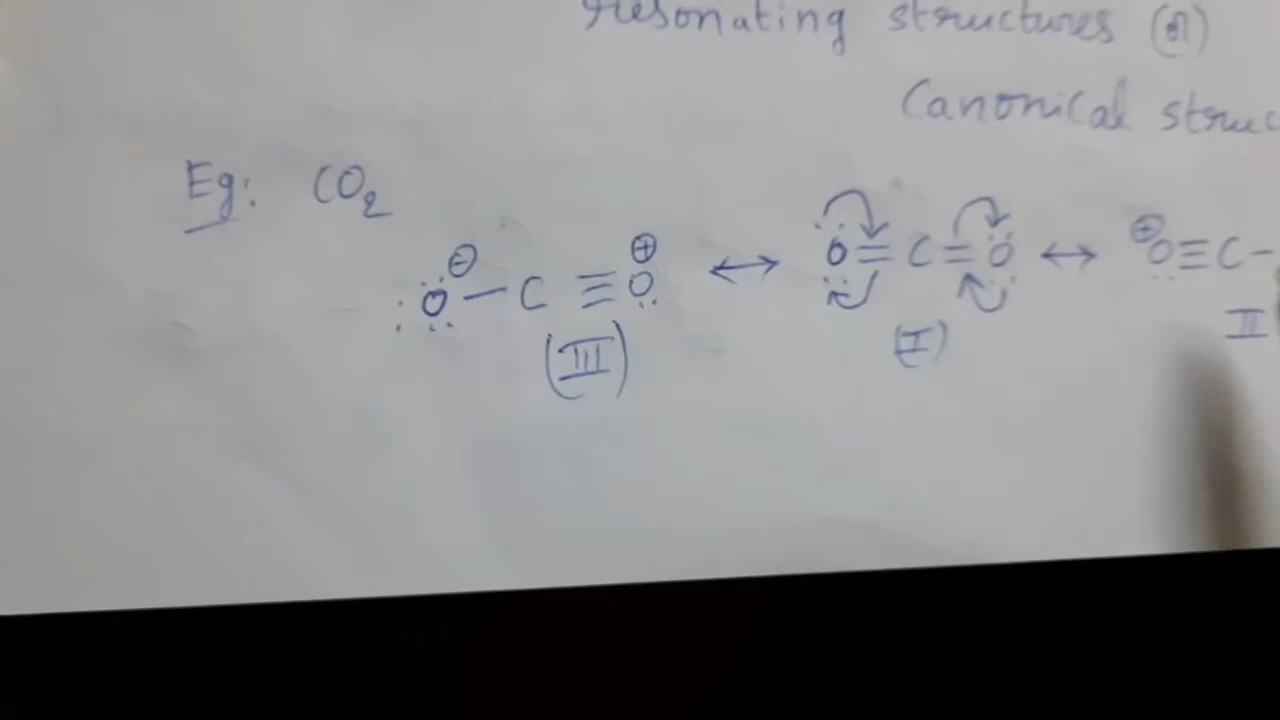 resonating structures (or)
Canonical struc
Eg: CO₂
:Ö:⊖ — C ≡ O:⊕ ↔ :Ö = C = Ö: ↔ ⊕O ≡ C -
(III) (I) II